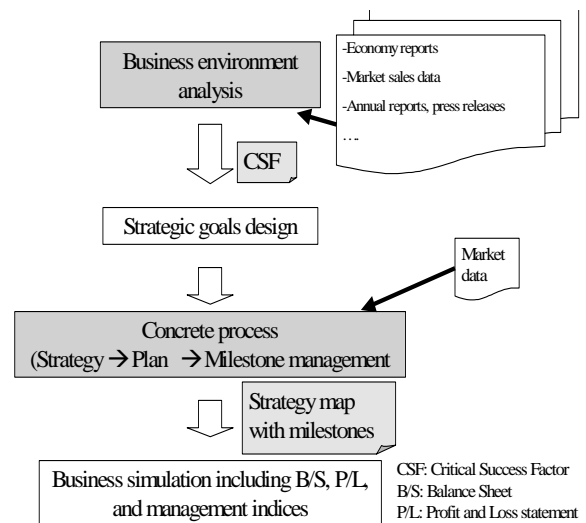 Business environment
analysis
-Economy reports
-Market sales data
-Annual reports, press releases
….
CSF
Strategic goals design
Market
data
Concrete process
(Strategy → Plan → Milestone management
Strategy map
with milestones
Business simulation including B/S, P/L,
and management indices
CSF: Critical Success Factor
B/S: Balance Sheet
P/L: Profit and Loss statement